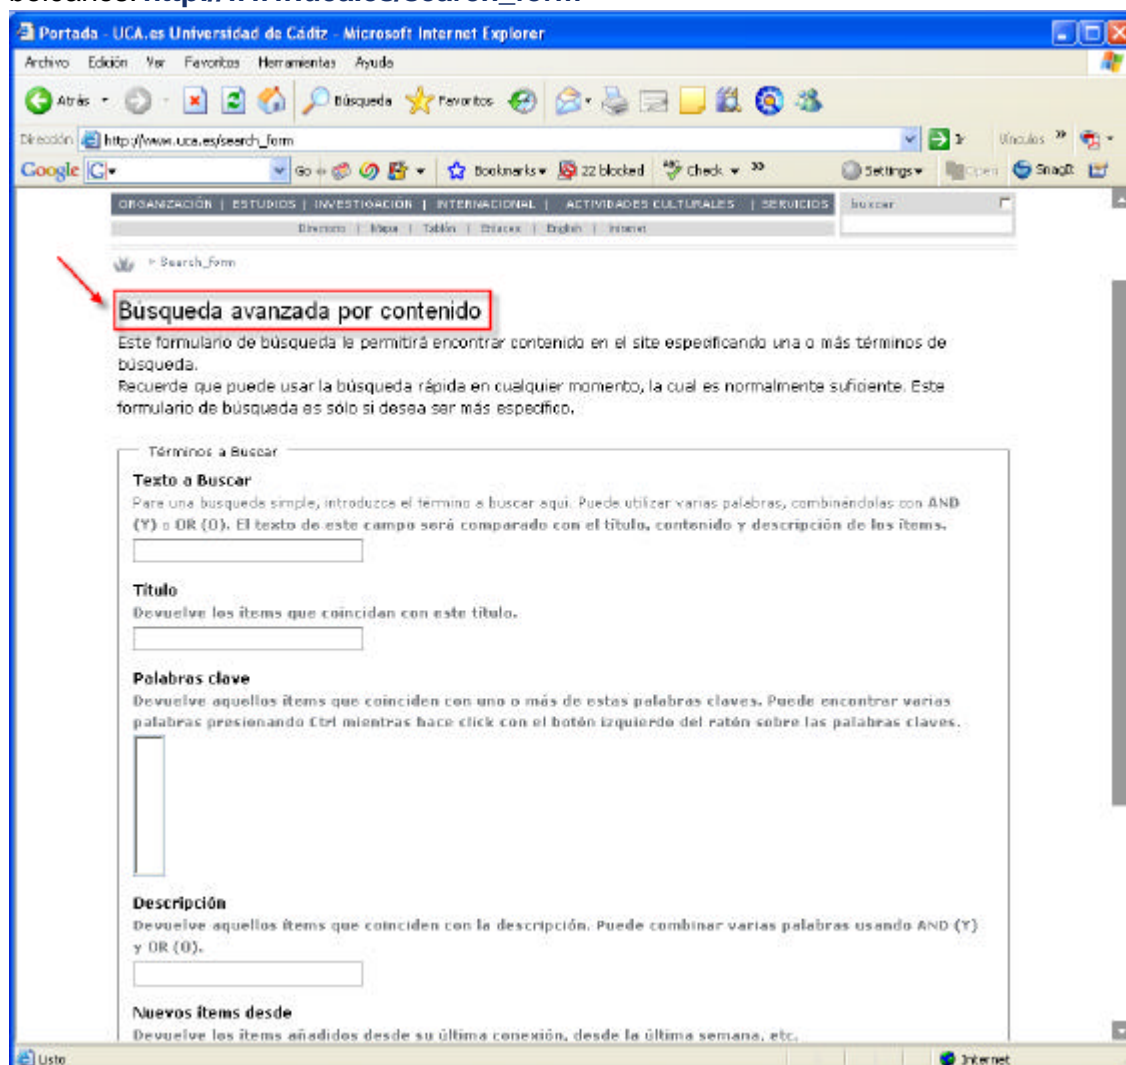 http://www.uca.es/search_form
Portada - UCA.es Universidad de Cádiz - Microsoft Internet Explorer
Archivo Edición Ver Favoritos Herramientas Ayuda
Atrás Búsqueda Favoritos
Dirección http://www.uca.es/search_form Ir Vínculos »
Google G Go Bookmarks 22 blocked Check » Settings Open SnagIt
ORGANIZACIÓN | ESTUDIOS | INVESTIGACIÓN | INTERNACIONAL | ACTIVIDADES CULTURALES | SERVICIOS buscar
Directorio | Mapa | Tablón | Enlaces | English | Intranet
Search_form
Búsqueda avanzada por contenido
Este formulario de búsqueda le permitirá encontrar contenido en el site especificando una o más términos de
búsqueda.
Recuerde que puede usar la búsqueda rápida en cualquier momento, la cual es normalmente suficiente. Este
formulario de búsqueda es sólo si desea ser más específico.
Términos a Buscar
Texto a Buscar
Para una busqueda simple, introduzca el término a buscar aqui. Puede utilizar varias palabras, combinándolas con AND
(Y) o OR (O). El texto de este campo será comparado con el título, contenido y descripción de los ítems.
Título
Devuelve los ítems que coincidan con este título.
Palabras clave
Devuelve aquellos ítems que coinciden con uno o más de estas palabras claves. Puede encontrar varias
palabras presionando Ctrl mientras hace click con el botón izquierdo del ratón sobre las palabras claves.
Descripción
Devuelve aquellos ítems que coinciden con la descripción. Puede combinar varias palabras usando AND (Y)
y OR (O).
Nuevos ítems desde
Devuelve los ítems añadidos desde su última conexión, desde la última semana, etc.
Listo Internet